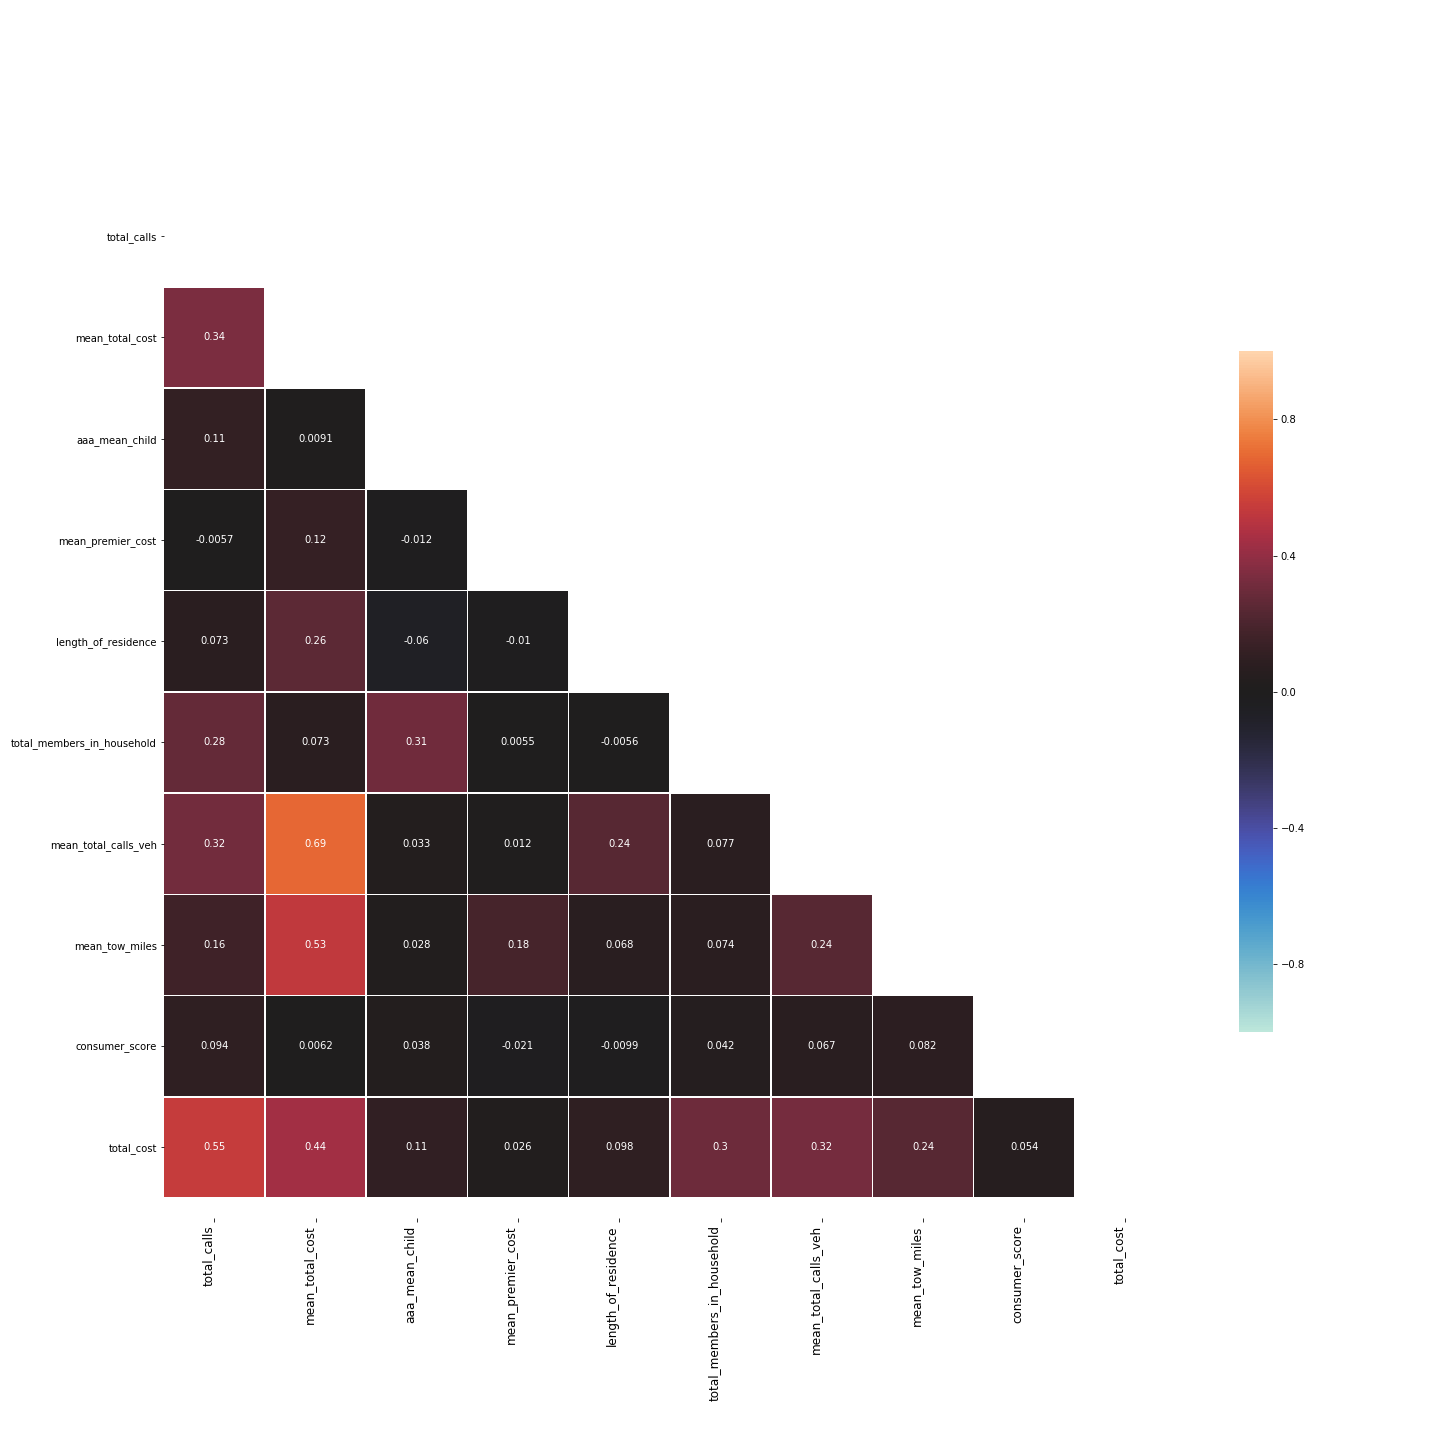 total_calls
mean_total_cost 0.34
aaa_mean_child 0.11 0.0091
mean_premier_cost -0.0057 0.12 -0.012
length_of_residence 0.073 0.26 -0.06 -0.01
total_members_in_household 0.28 0.073 0.31 0.0055 -0.0056
mean_total_calls_veh 0.32 0.69 0.033 0.012 0.24 0.077
mean_tow_miles 0.16 0.53 0.028 0.18 0.068 0.074 0.24
consumer_score 0.094 0.0062 0.038 -0.021 -0.0099 0.042 0.067 0.082
total_cost 0.55 0.44 0.11 0.026 0.098 0.3 0.32 0.24 0.054
total_calls
mean_total_cost
aaa_mean_child
mean_premier_cost
length_of_residence
total_members_in_household
mean_total_calls_veh
mean_tow_miles
consumer_score
total_cost
0.8
0.4
0.0
−0.4
−0.8